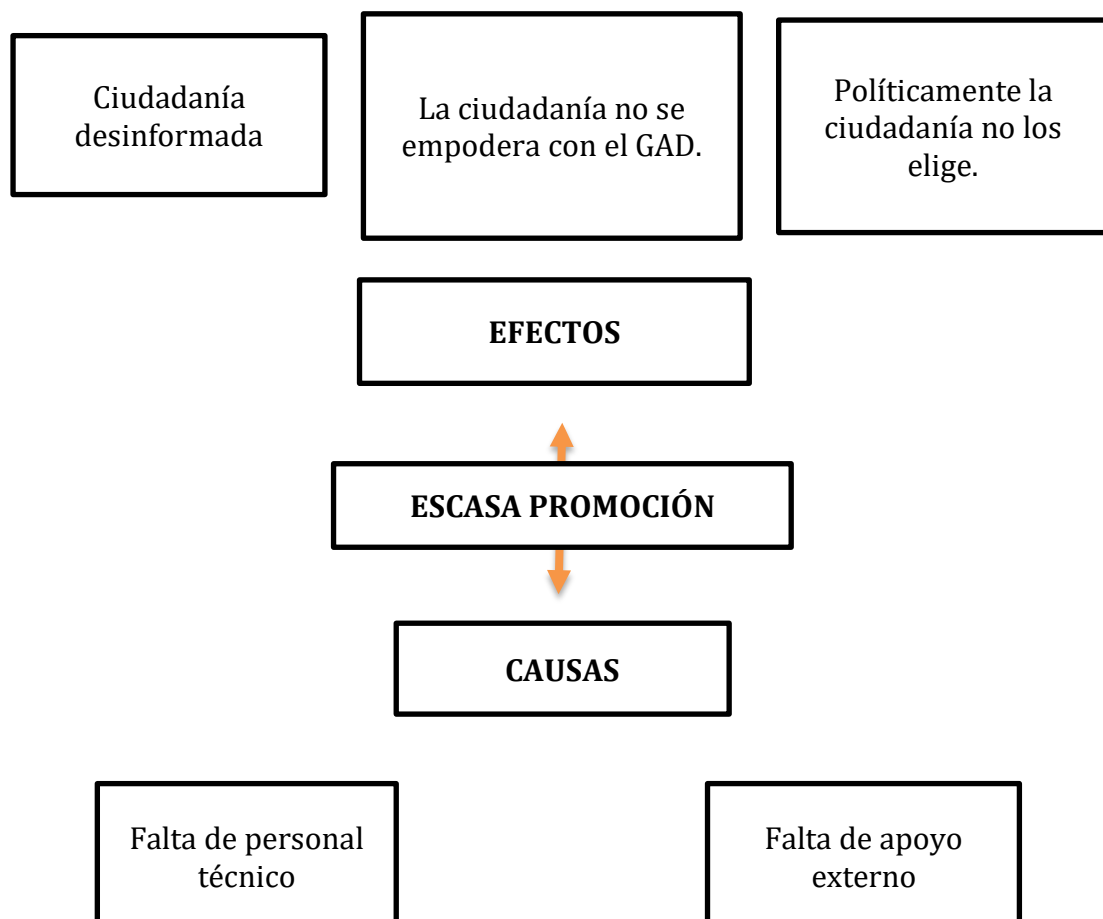 Ciudadanía
desinformada
La ciudadanía no se
empodera con el GAD.
Políticamente la
ciudadanía no los
elige.
EFECTOS
ESCASA PROMOCIÓN
CAUSAS
Falta de personal
técnico
Falta de apoyo
externo